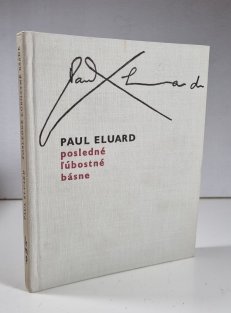 Paul Eluard
PAUL ELUARD
posledné
ľúbostné
básne